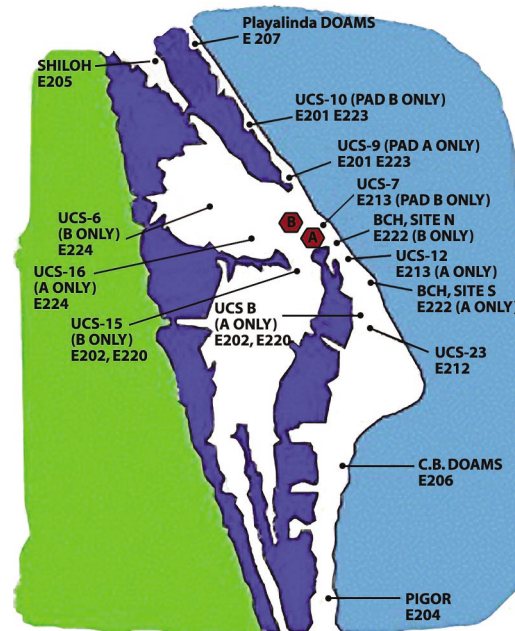 Playalinda DOAMS
E 207
SHILOH
E205
UCS-10 (PAD B ONLY)
E201 E223
UCS-9 (PAD A ONLY)
E201 E223
UCS-7
E213 (PAD B ONLY)
B
A
BCH, SITE N
E222 (B ONLY)
UCS-6
(B ONLY)
E224
UCS-12
E213 (A ONLY)
UCS-16
(A ONLY)
E224
BCH, SITE S
E222 (A ONLY)
UCS-15
(B ONLY)
E202, E220
UCS B
(A ONLY)
E202, E220
UCS-23
E212
C.B. DOAMS
E206
PIGOR
E204